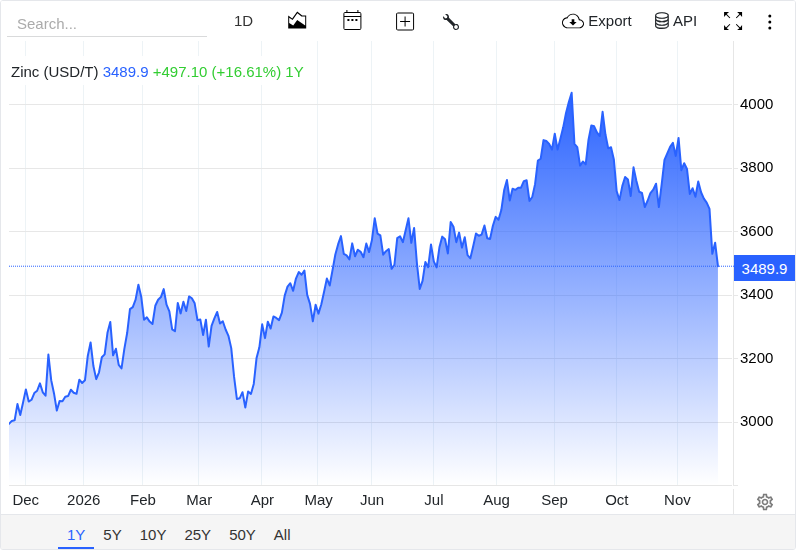 Search... 1D Export API
Zinc (USD/T) 3489.9 +497.10 (+16.61%) 1Y
4000
3800
3600
3489.9
3400
3200
3000
Dec 2026 Feb Mar Apr May Jun Jul Aug Sep Oct Nov
1Y 5Y 10Y 25Y 50Y All